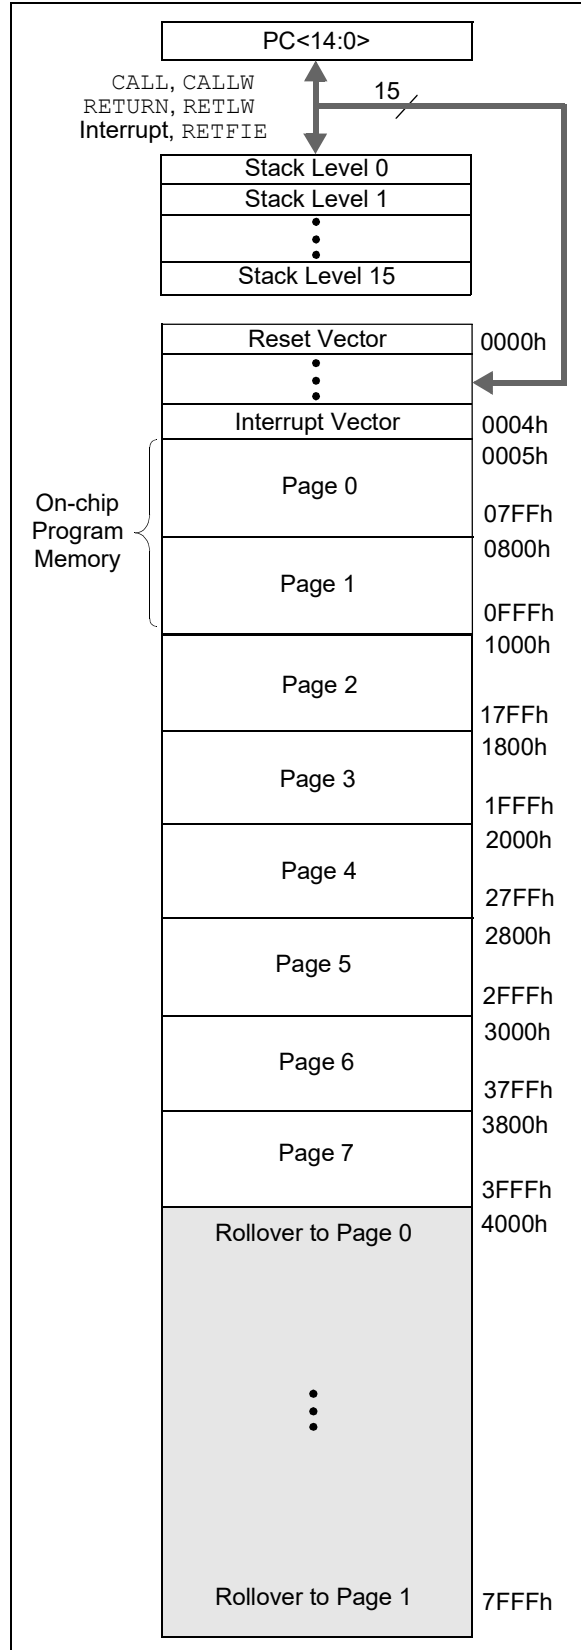 PC<14:0>
CALL, CALLW
RETURN, RETLW
Interrupt, RETFIE
15
Stack Level 0
Stack Level 1
Stack Level 15
Reset Vector
0000h
Interrupt Vector
0004h
0005h
On-chip
Program
Memory
Page 0
07FFh
0800h
Page 1
0FFFh
1000h
Page 2
17FFh
1800h
Page 3
1FFFh
2000h
Page 4
27FFh
2800h
Page 5
2FFFh
3000h
Page 6
37FFh
3800h
Page 7
3FFFh
4000h
Rollover to Page 0
Rollover to Page 1
7FFFh